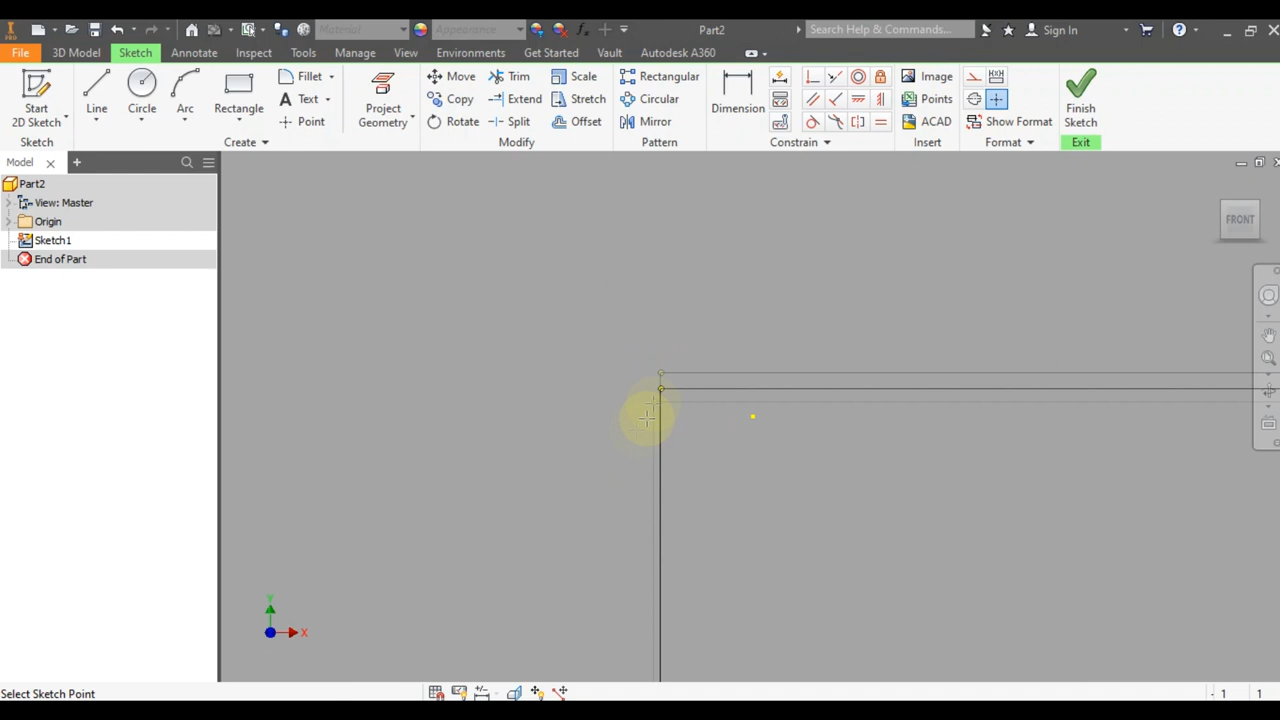 Material Appearance Part2 Search Help & Commands... Sign In
File 3D Model Sketch Annotate Inspect Tools Manage View Environments Get Started Vault Autodesk A360
Fillet Move Trim Scale Rectangular Image
Text Copy Extend Stretch Circular Points
Start 2D Sketch Line Circle Arc Rectangle Project Geometry Dimension Finish Sketch
Point Rotate Split Offset Mirror ACAD Show Format
Sketch Create Modify Pattern Constrain Insert Format Exit
Model
Part2
View: Master
Origin
Sketch1
End of Part
FRONT
Y
X
Select Sketch Point
- 1 1